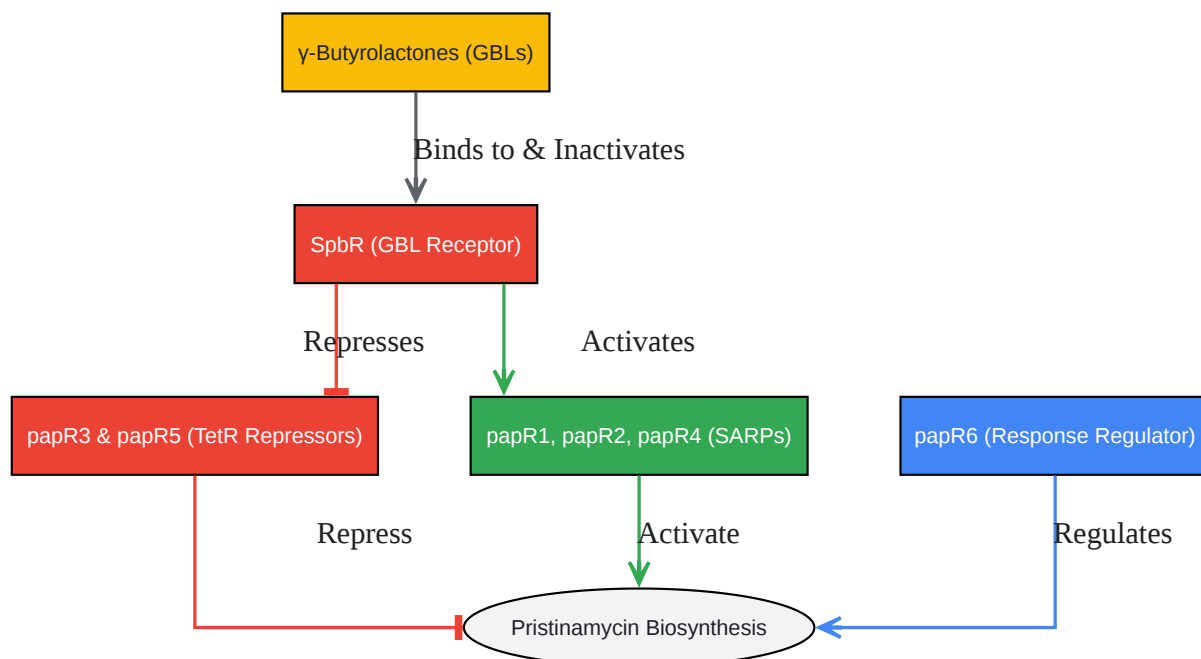 γ-Butyrolactones (GBLs)
Binds to & Inactivates
SpbR (GBL Receptor)
Represses
Activates
papR3 & papR5 (TetR Repressors)
papR1, papR2, papR4 (SARPs)
papR6 (Response Regulator)
Repress
Activate
Regulates
Pristinamycin Biosynthesis